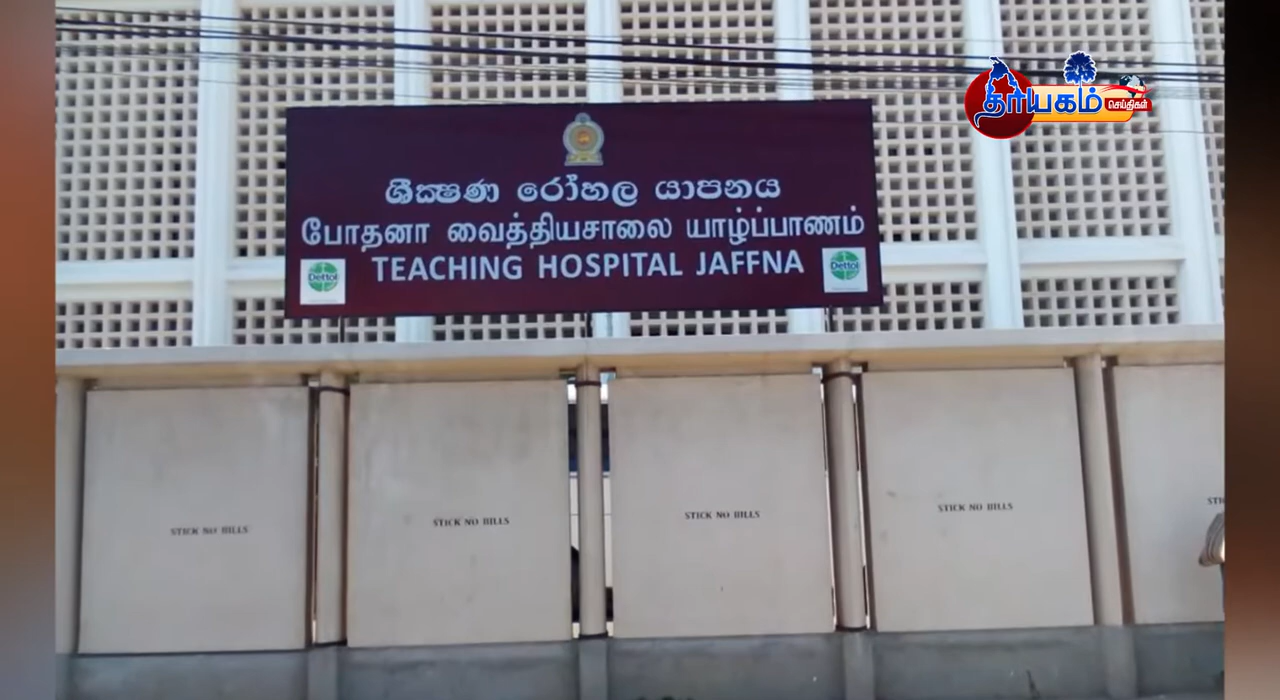 தாயகம்
செய்திகள்
ශික්ෂණ රෝහල යාපනය
போதனா வைத்தியசாலை யாழ்ப்பாணம்
TEACHING HOSPITAL JAFFNA
Dettol
Dettol
STICK NO BILLS
STICK NO BILLS
STICK NO BILLS
STICK NO BILLS